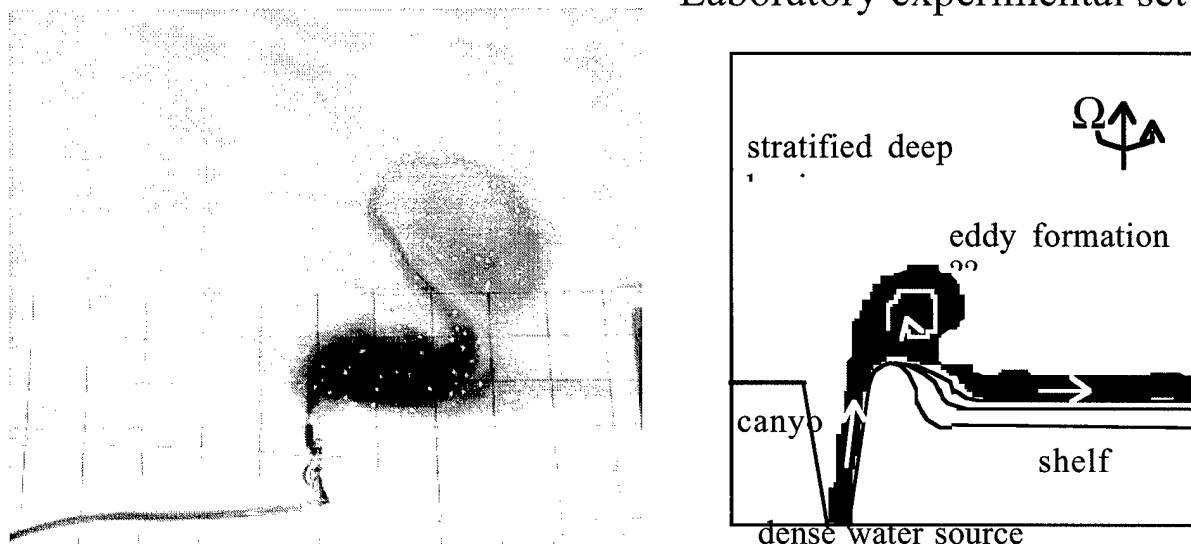 Laboratory experimental set
Ω
stratified deep
eddy formation
canyo
shelf
dense water source